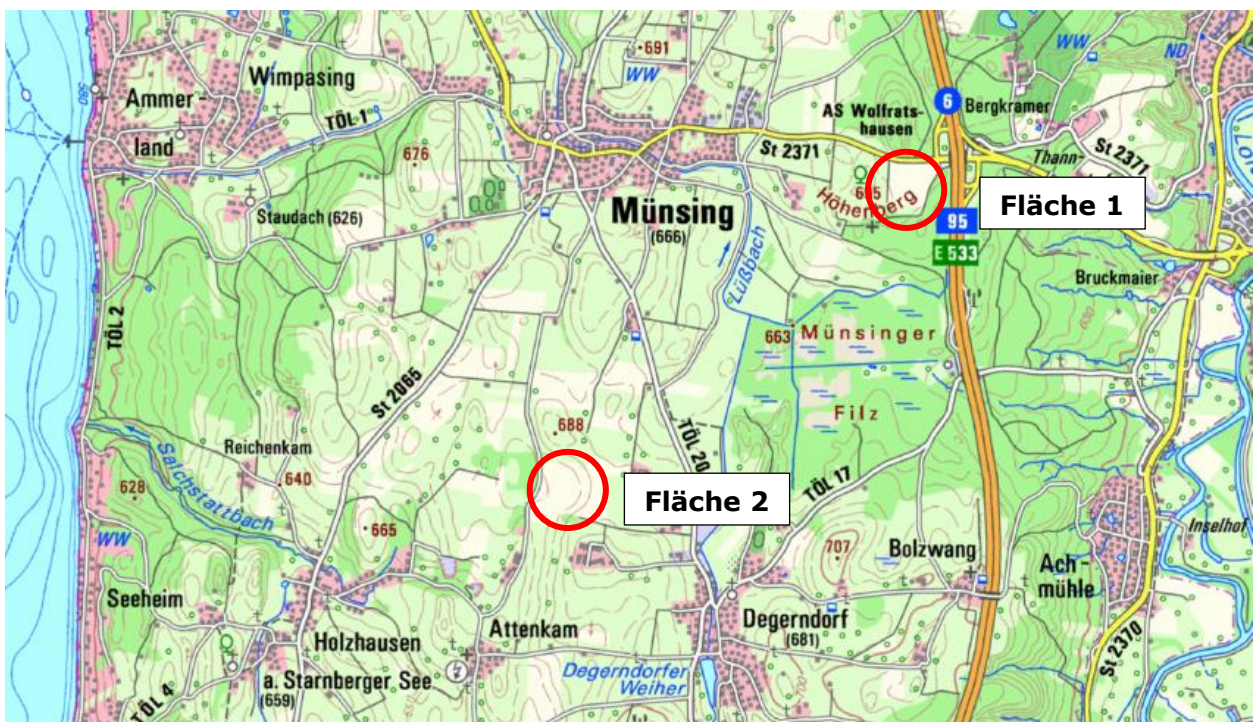 691
WW
WW
ND
Wimpasing
580
Ammer-
land
TÖL 1
6
Bergkramer
AS Wolfrats-
hausen
St 2371
Thann-
St 2371
676
Höhenberg
Fläche 1
Staudach (626)
Münsing
(666)
95
E 533
Lüßbach
Bruckmaier
TÖL 2
663
Münsinger
St 2065
Filz
688
TÖL 20
Reichenkam
640
628
Salchstattbach
Fläche 2
TÖL 17
665
WW
707
Bolzwang
Inselhof
Ach-
mühle
Seeheim
Holzhausen
Attenkam
Degerndorf
(681)
a. Starnberger See
(659)
Degerndorfer
Weiher
St 2370
TÖL 4